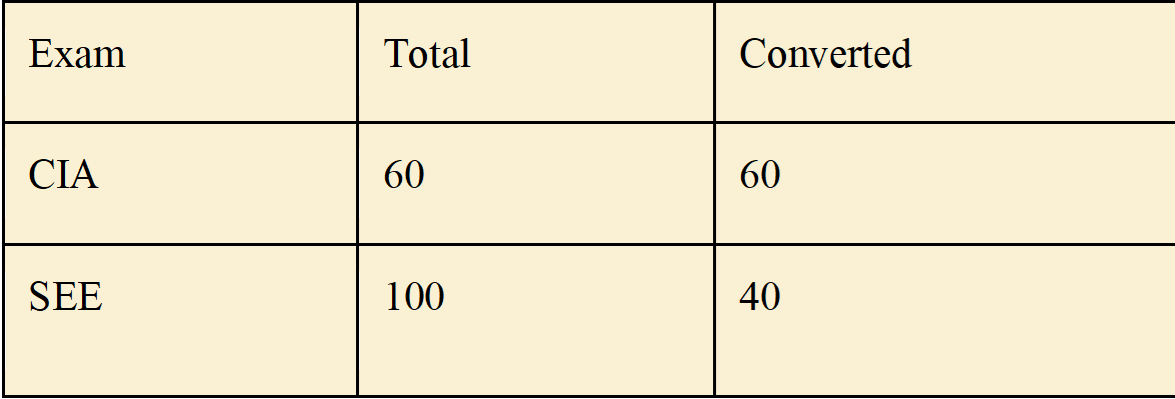 Exam Total Converted
CIA 60 60
SEE 100 40